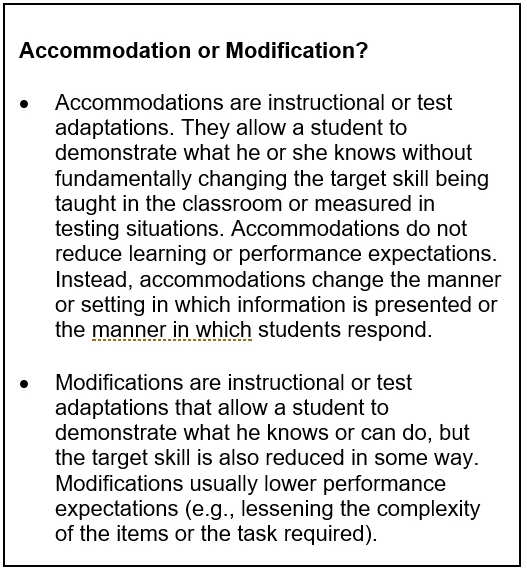 Accommodation or Modification?
• Accommodations are instructional or test
adaptations. They allow a student to
demonstrate what he or she knows without
fundamentally changing the target skill being
taught in the classroom or measured in
testing situations. Accommodations do not
reduce learning or performance expectations.
Instead, accommodations change the manner
or setting in which information is presented or
the manner in which students respond.
• Modifications are instructional or test
adaptations that allow a student to
demonstrate what he knows or can do, but
the target skill is also reduced in some way.
Modifications usually lower performance
expectations (e.g., lessening the complexity
of the items or the task required).